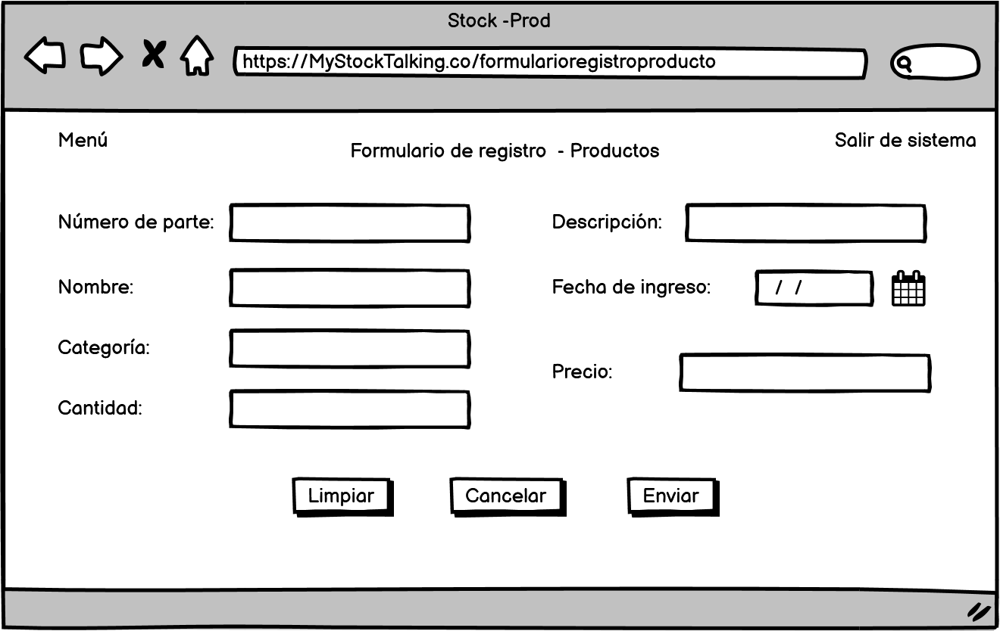 Stock -Prod
https://MyStockTalking.co/formularioregistroproducto
Menú
Formulario de registro - Productos
Salir de sistema
Número de parte:
Descripción:
Nombre:
Fecha de ingreso:
/ /
Categoría:
Precio:
Cantidad:
Limpiar
Cancelar
Enviar